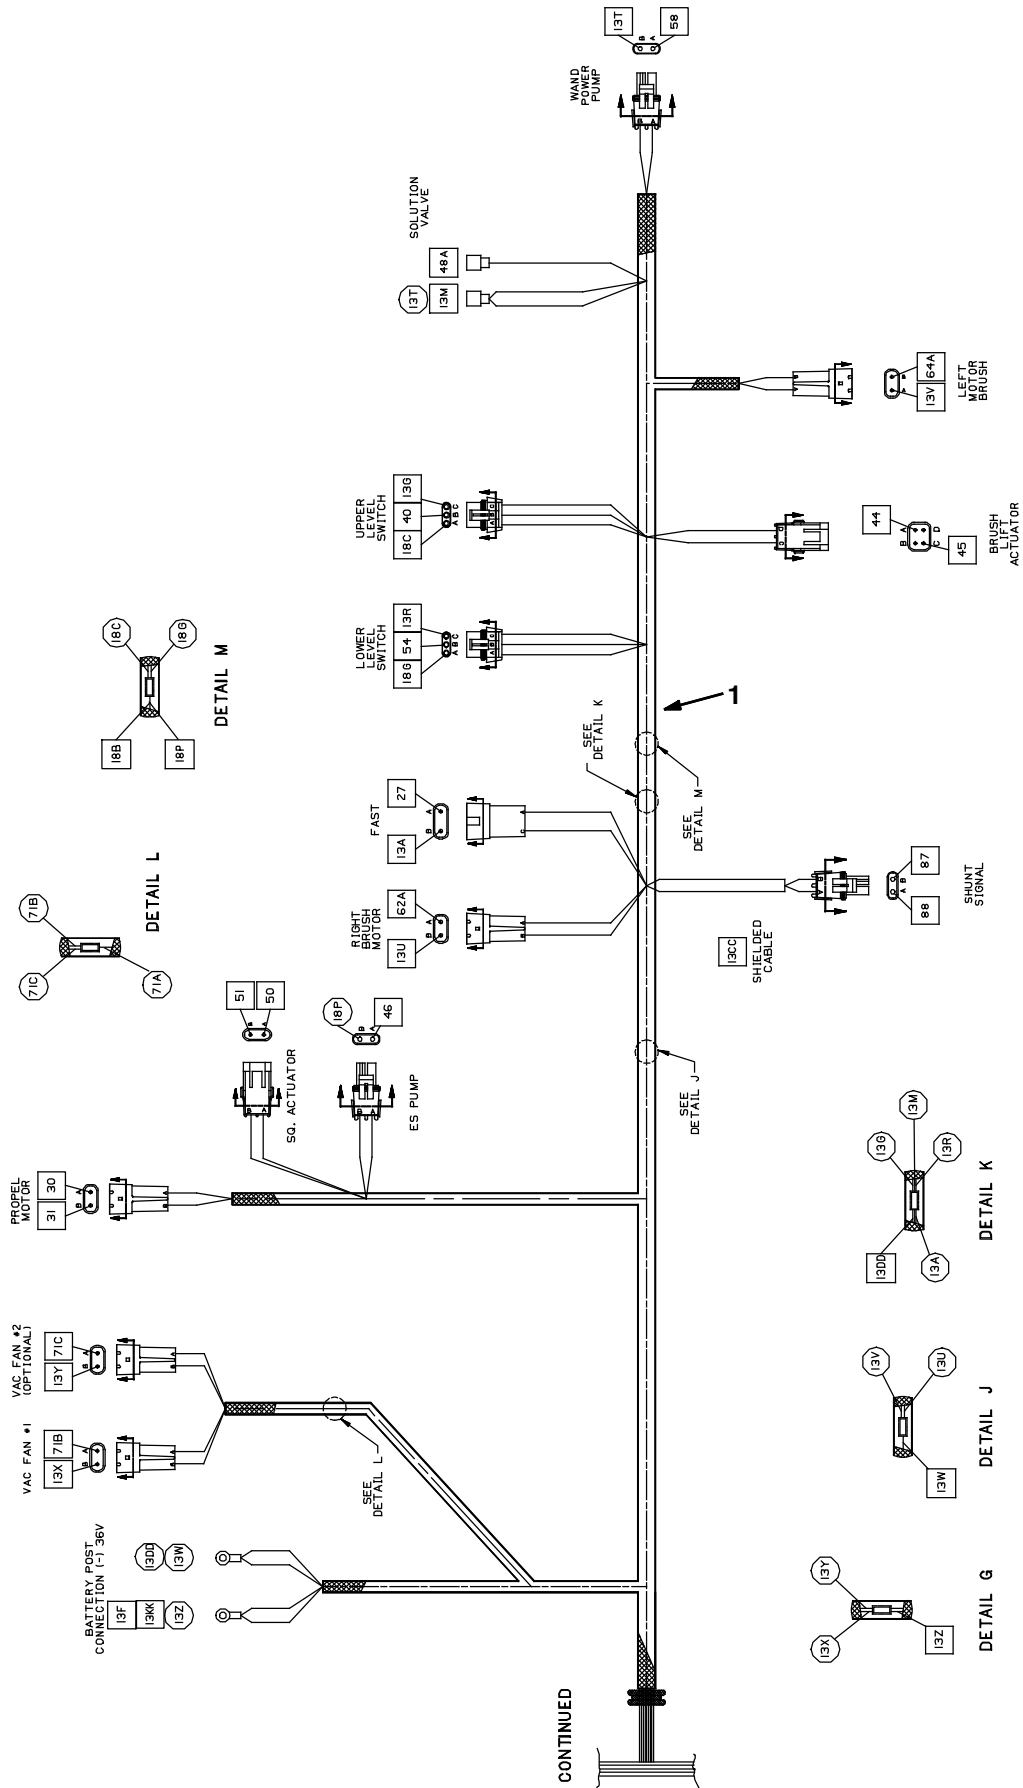 13T
58
B
A
WAND
POWER
PUMP
B
A
SOLUTION
VALVE
48A
13T
13M
64A
13V
B
A
LEFT
MOTOR
BRUSH
UPPER
LEVEL
SWITCH
13G
40
18C
A B C
44
45
A
B
C
D
BRUSH
LIFT
ACTUATOR
LOWER
LEVEL
SWITCH
13R
54
18G
A B C
1
SEE
DETAIL K
SEE
DETAIL M
18C
18G
18B
18P
DETAIL M
FAST
27
13A
A
B
RIGHT
BRUSH
MOTOR
62A
13U
A
B
13CC
SHIELDED
CABLE
87
88
A B
SHUNT
SIGNAL
71B
71C
71A
DETAIL L
51
50
B
A
SQ. ACTUATOR
B
A
18P
46
B
A
ES PUMP
B
A
SEE
DETAIL J
PROPEL
MOTOR
30
31
A
B
13M
13G
13R
13DD
13A
DETAIL K
VAC FAN #2
(OPTIONAL)
71C
13Y
A
B
VAC FAN #1
71B
13X
A
B
SEE
DETAIL L
13V
13U
13W
DETAIL J
BATTERY POST
CONNECTION (-) 36V
13DD
13W
13F
13KK
13Z
13Y
13X
13Z
DETAIL G
CONTINUED